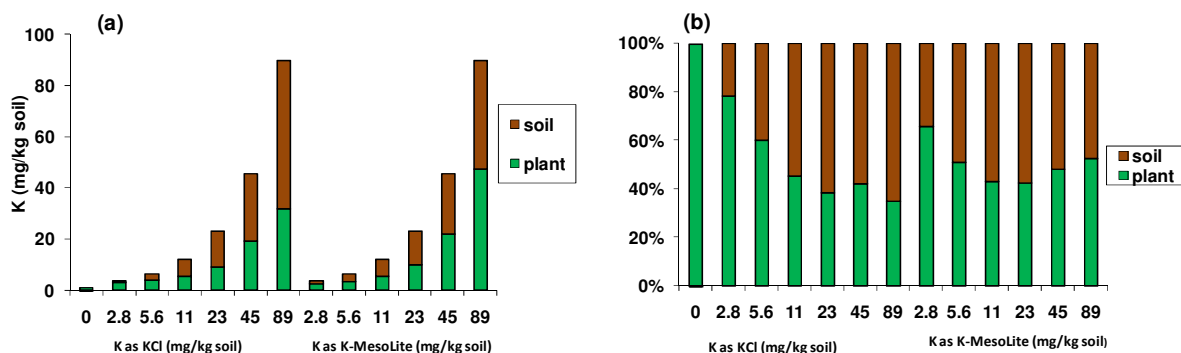 (a)
K (mg/kg soil)
100
80
60
40
20
0
soil
plant
0 2.8 5.6 11 23 45 89 2.8 5.6 11 23 45 89
K as KCl (mg/kg soil) K as K-MesoLite (mg/kg soil)
(b)
100%
80%
60%
40%
20%
0%
soil
plant
0 2.8 5.6 11 23 45 89 2.8 5.6 11 23 45 89
K as KCl (mg/kg soil) K as K-MesoLite (mg/kg soil)